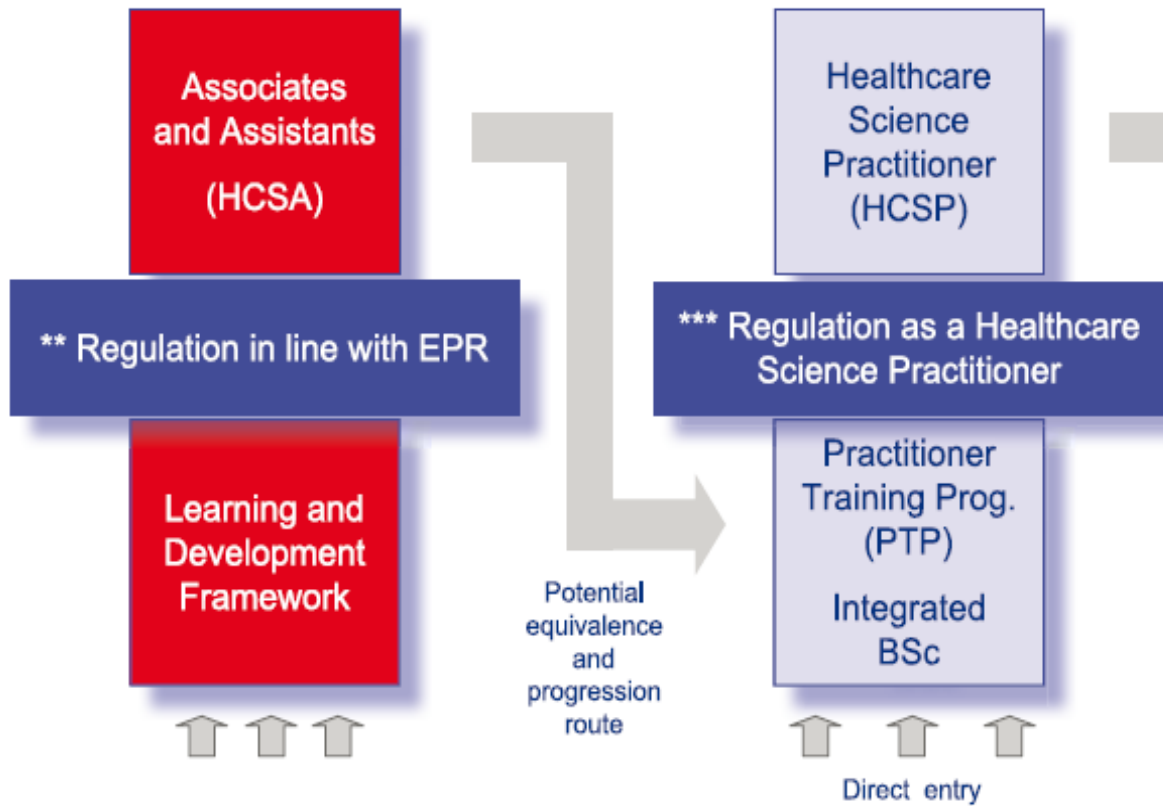 Associates
and Assistants
(HCSA)
** Regulation in line with EPR
Learning and
Development
Framework
Potential
equivalence
and
progression
route
Healthcare
Science
Practitioner
(HCSP)
*** Regulation as a Healthcare
Science Practitioner
Practitioner
Training Prog.
(PTP)
Integrated
BSc
Direct entry